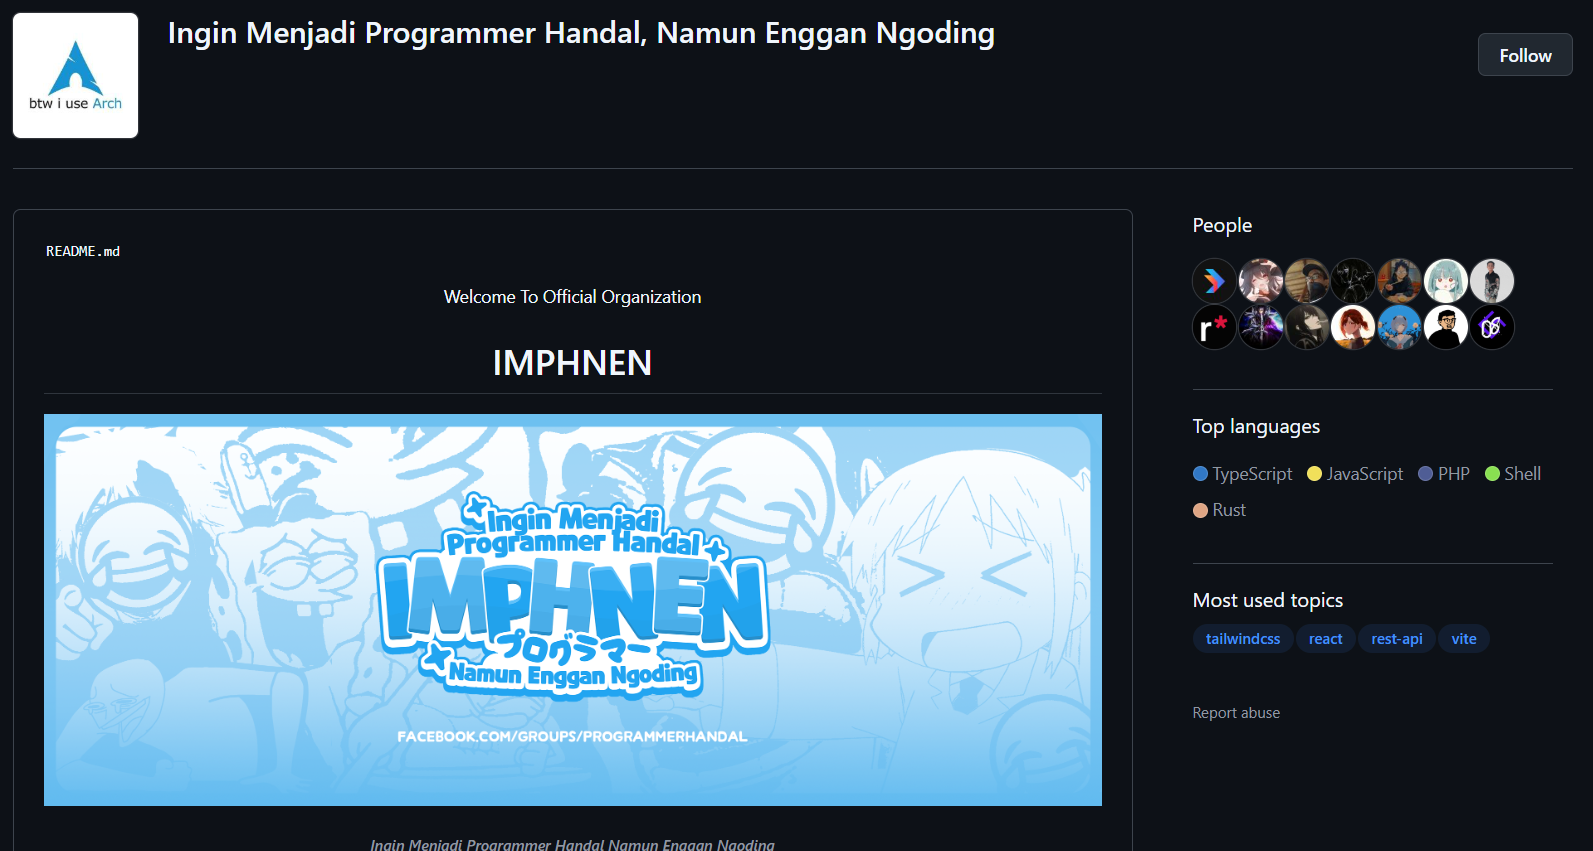 btw i use Arch
Ingin Menjadi Programmer Handal, Namun Enggan Ngoding
Follow
README.md
Welcome To Official Organization
IMPHNEN
Ingin Menjadi
Programmer Handal
IMPHNEN
プログラマー
Namun Enggan Ngoding
FACEBOOK.COM/GROUPS/PROGRAMMERHANDAL
Ingin Menjadi Programmer Handal Namun Enggan Ngoding
People
r*
Top languages
TypeScript JavaScript PHP Shell
Rust
Most used topics
tailwindcss react rest-api vite
Report abuse